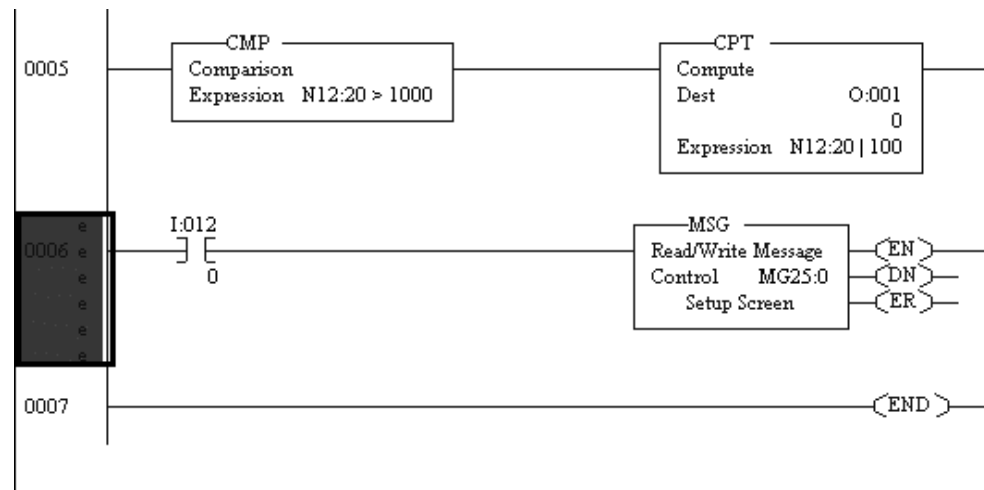 CMP
CPT
0005
Comparison
Compute
Expression N12:20 > 1000
Dest O:001
0
Expression N12:20 | 100
I:012
MSG
e
0006 e
Read/Write Message
EN
0
Control MG25:0
DN
e
Setup Screen
ER
e
e
e
0007
END